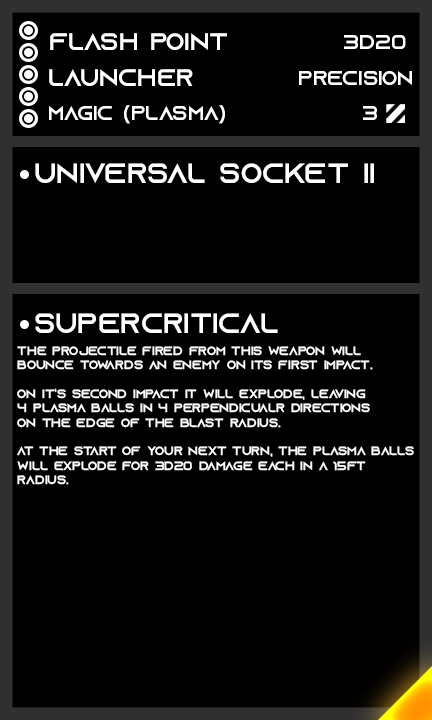 FLASH POINT 3D20
LAUNCHER PRECISION
MAGIC (PLASMA) 3
•UNIVERSAL SOCKET II
•SUPERCRITICAL
THE PROJECTILE FIRED FROM THIS WEAPON WILL
BOUNCE TOWARDS AN ENEMY ON ITS FIRST IMPACT.
ON IT'S SECOND IMPACT IT WILL EXPLODE, LEAVING
4 PLASMA BALLS IN 4 PERPENDICUALR DIRECTIONS
ON THE EDGE OF THE BLAST RADIUS.
AT THE START OF YOUR NEXT TURN, THE PLASMA BALLS
WILL EXPLODE FOR 3D20 DAMAGE EACH IN A 15FT
RADIUS.